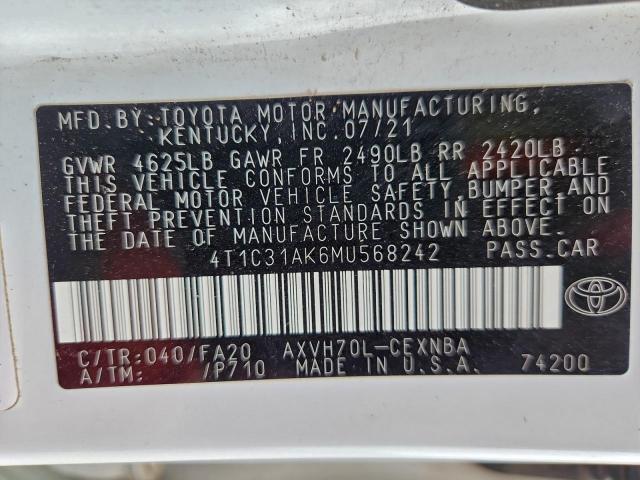 MFD.BY:TOYOTA MOTOR MANUFACTURING,
KENTUCKY, INC.07/21
GVWR 4625LB GAWR FR 2490LB RR 2420LB
THIS VEHICLE CONFORMS TO ALL APPLICABLE
FEDERAL MOTOR VEHICLE SAFETY,BUMPER AND
THEFT PREVENTION STANDARDS IN EFFECT ON
THE DATE OF MANUFACTURE SHOWN ABOVE.
4T1C31AK6MU568242 PASS.CAR
C/TR:040/FA20 AXVH70L-CEXNBA
A/TM: /P710 MADE IN U.S.A. 74200